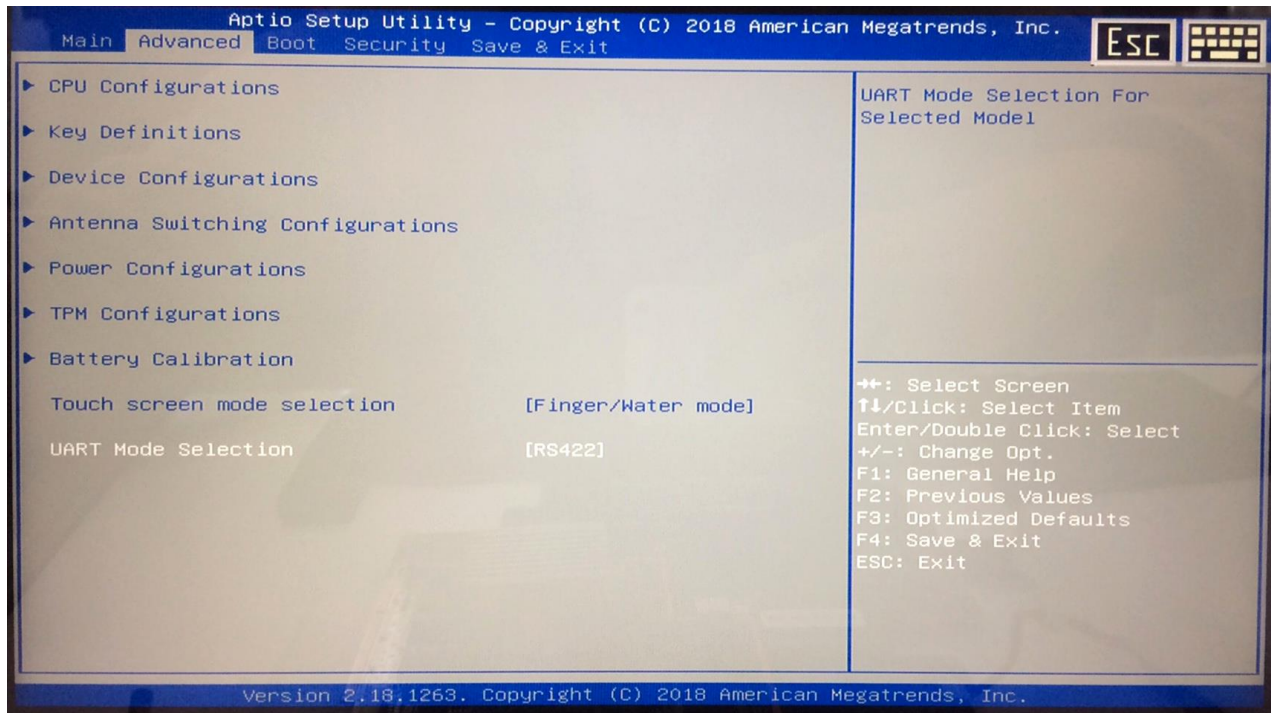 Aptio Setup Utility – Copyright (C) 2018 American Megatrends, Inc.
Main Advanced Boot Security Save & Exit
Esc
CPU Configurations
Key Definitions
Device Configurations
Antenna Switching Configurations
Power Configurations
TPM Configurations
Battery Calibration
Touch screen mode selection [Finger/Water mode]
UART Mode Selection [RS422]
UART Mode Selection For
Selected Model
→←: Select Screen
↑↓/Click: Select Item
Enter/Double Click: Select
+/-: Change Opt.
F1: General Help
F2: Previous Values
F3: Optimized Defaults
F4: Save & Exit
ESC: Exit
Version 2.18.1263. Copyright (C) 2018 American Megatrends, Inc.